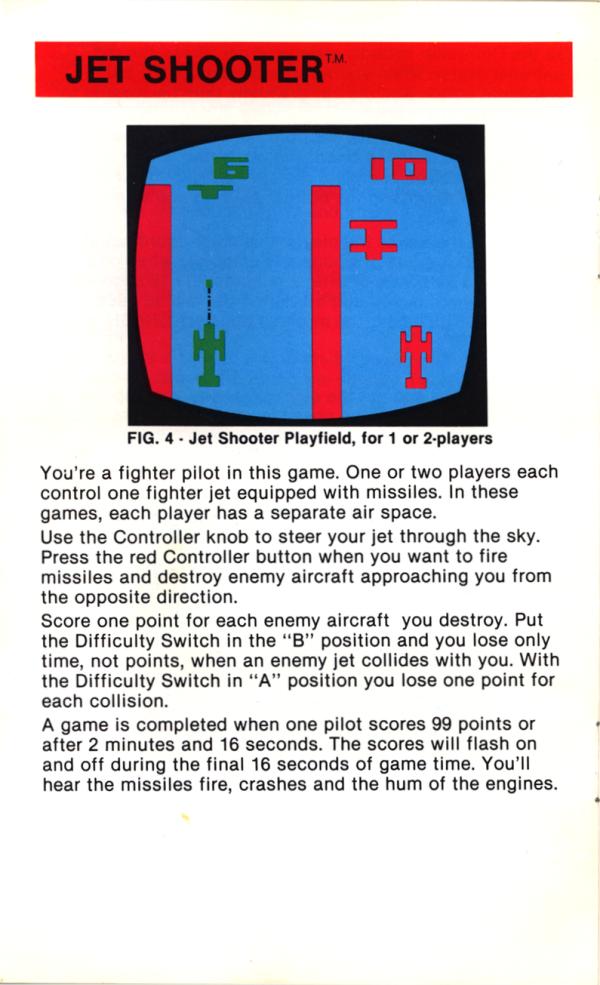 JET SHOOTER T.M.
6 10
FIG. 4 - Jet Shooter Playfield, for 1 or 2-players
You're a fighter pilot in this game. One or two players each
control one fighter jet equipped with missiles. In these
games, each player has a separate air space.
Use the Controller knob to steer your jet through the sky.
Press the red Controller button when you want to fire
missiles and destroy enemy aircraft approaching you from
the opposite direction.
Score one point for each enemy aircraft you destroy. Put
the Difficulty Switch in the “B” position and you lose only
time, not points, when an enemy jet collides with you. With
the Difficulty Switch in “A” position you lose one point for
each collision.
A game is completed when one pilot scores 99 points or
after 2 minutes and 16 seconds. The scores will flash on
and off during the final 16 seconds of game time. You'll
hear the missiles fire, crashes and the hum of the engines.